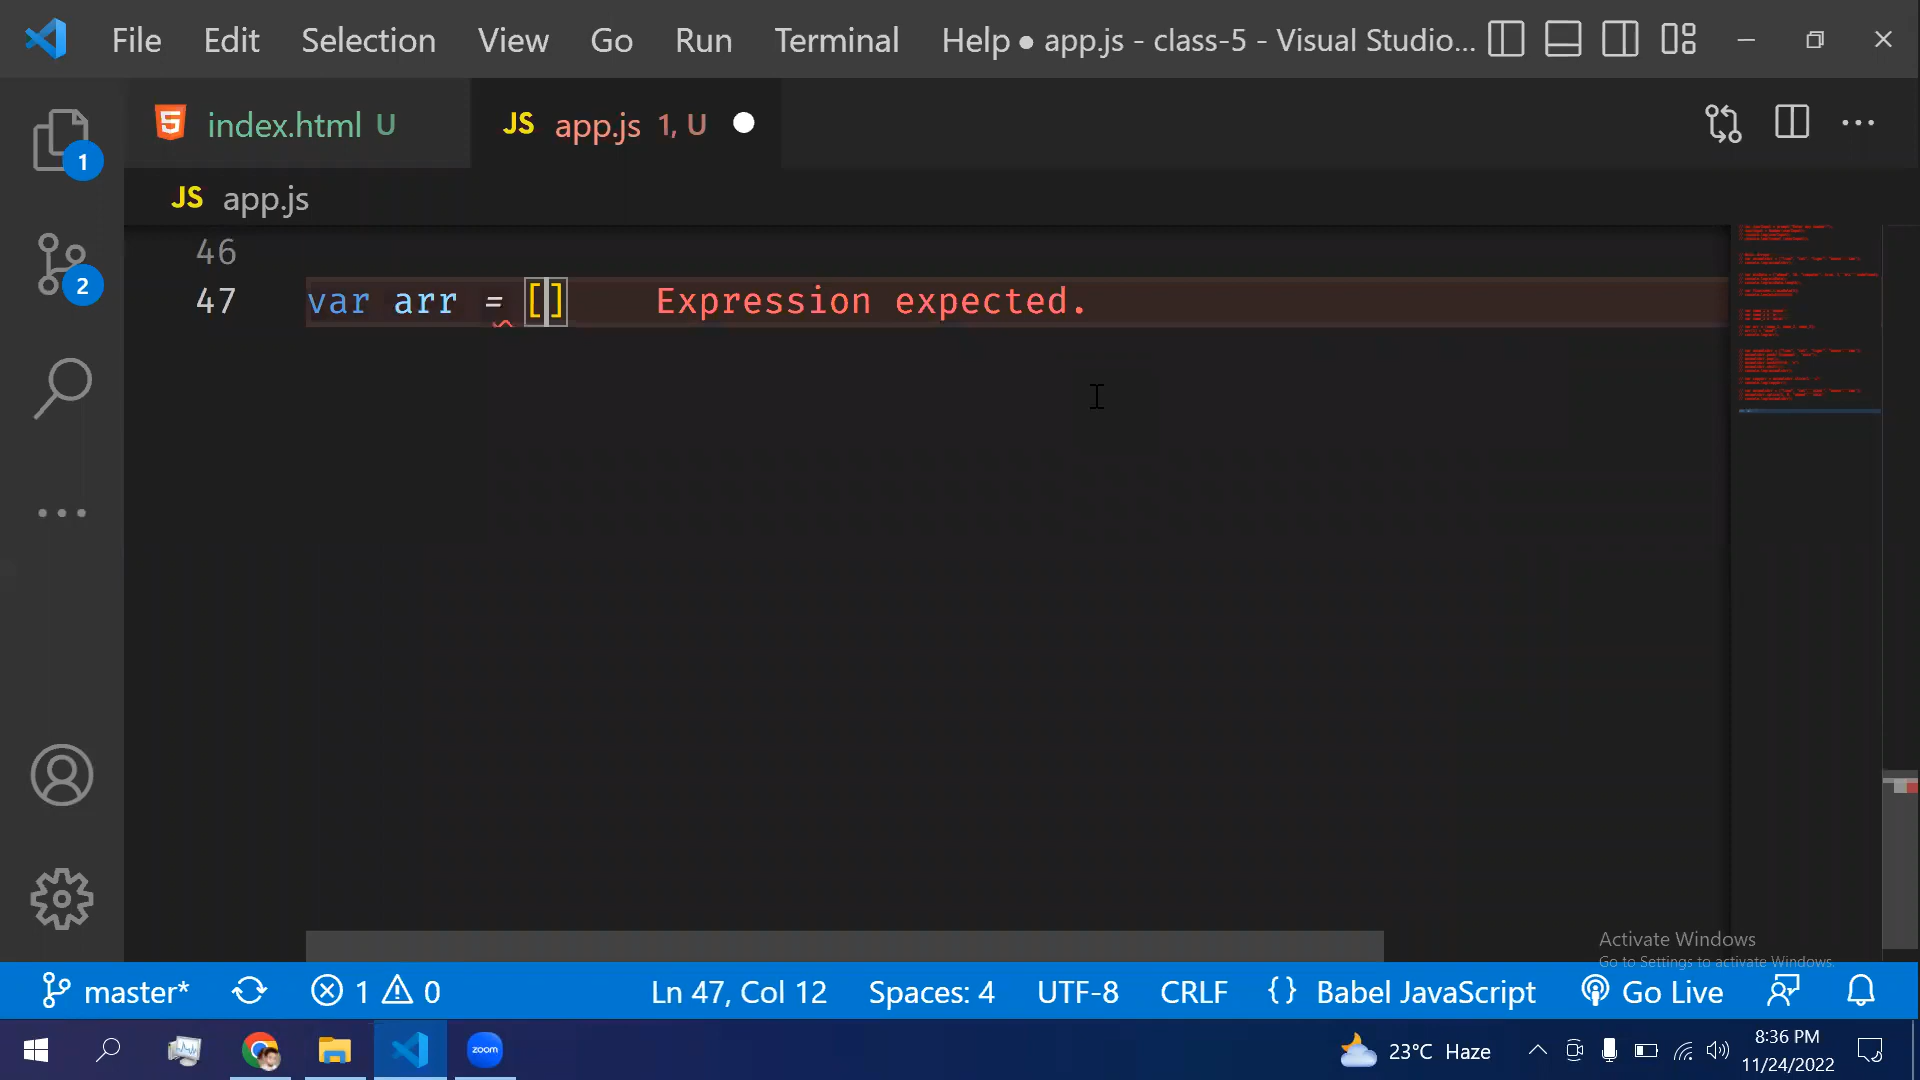 File Edit Selection View Go Run Terminal Help ● app.js - class-5 - Visual Studio...
index.html U JS app.js 1, U
JS app.js
1
2
46
47 var arr = [] Expression expected.
Activate Windows
Go to Settings to activate Windows.
master* 1 0 Ln 47, Col 12 Spaces: 4 UTF-8 CRLF {} Babel JavaScript Go Live
zoom 23°C Haze 8:36 PM
11/24/2022